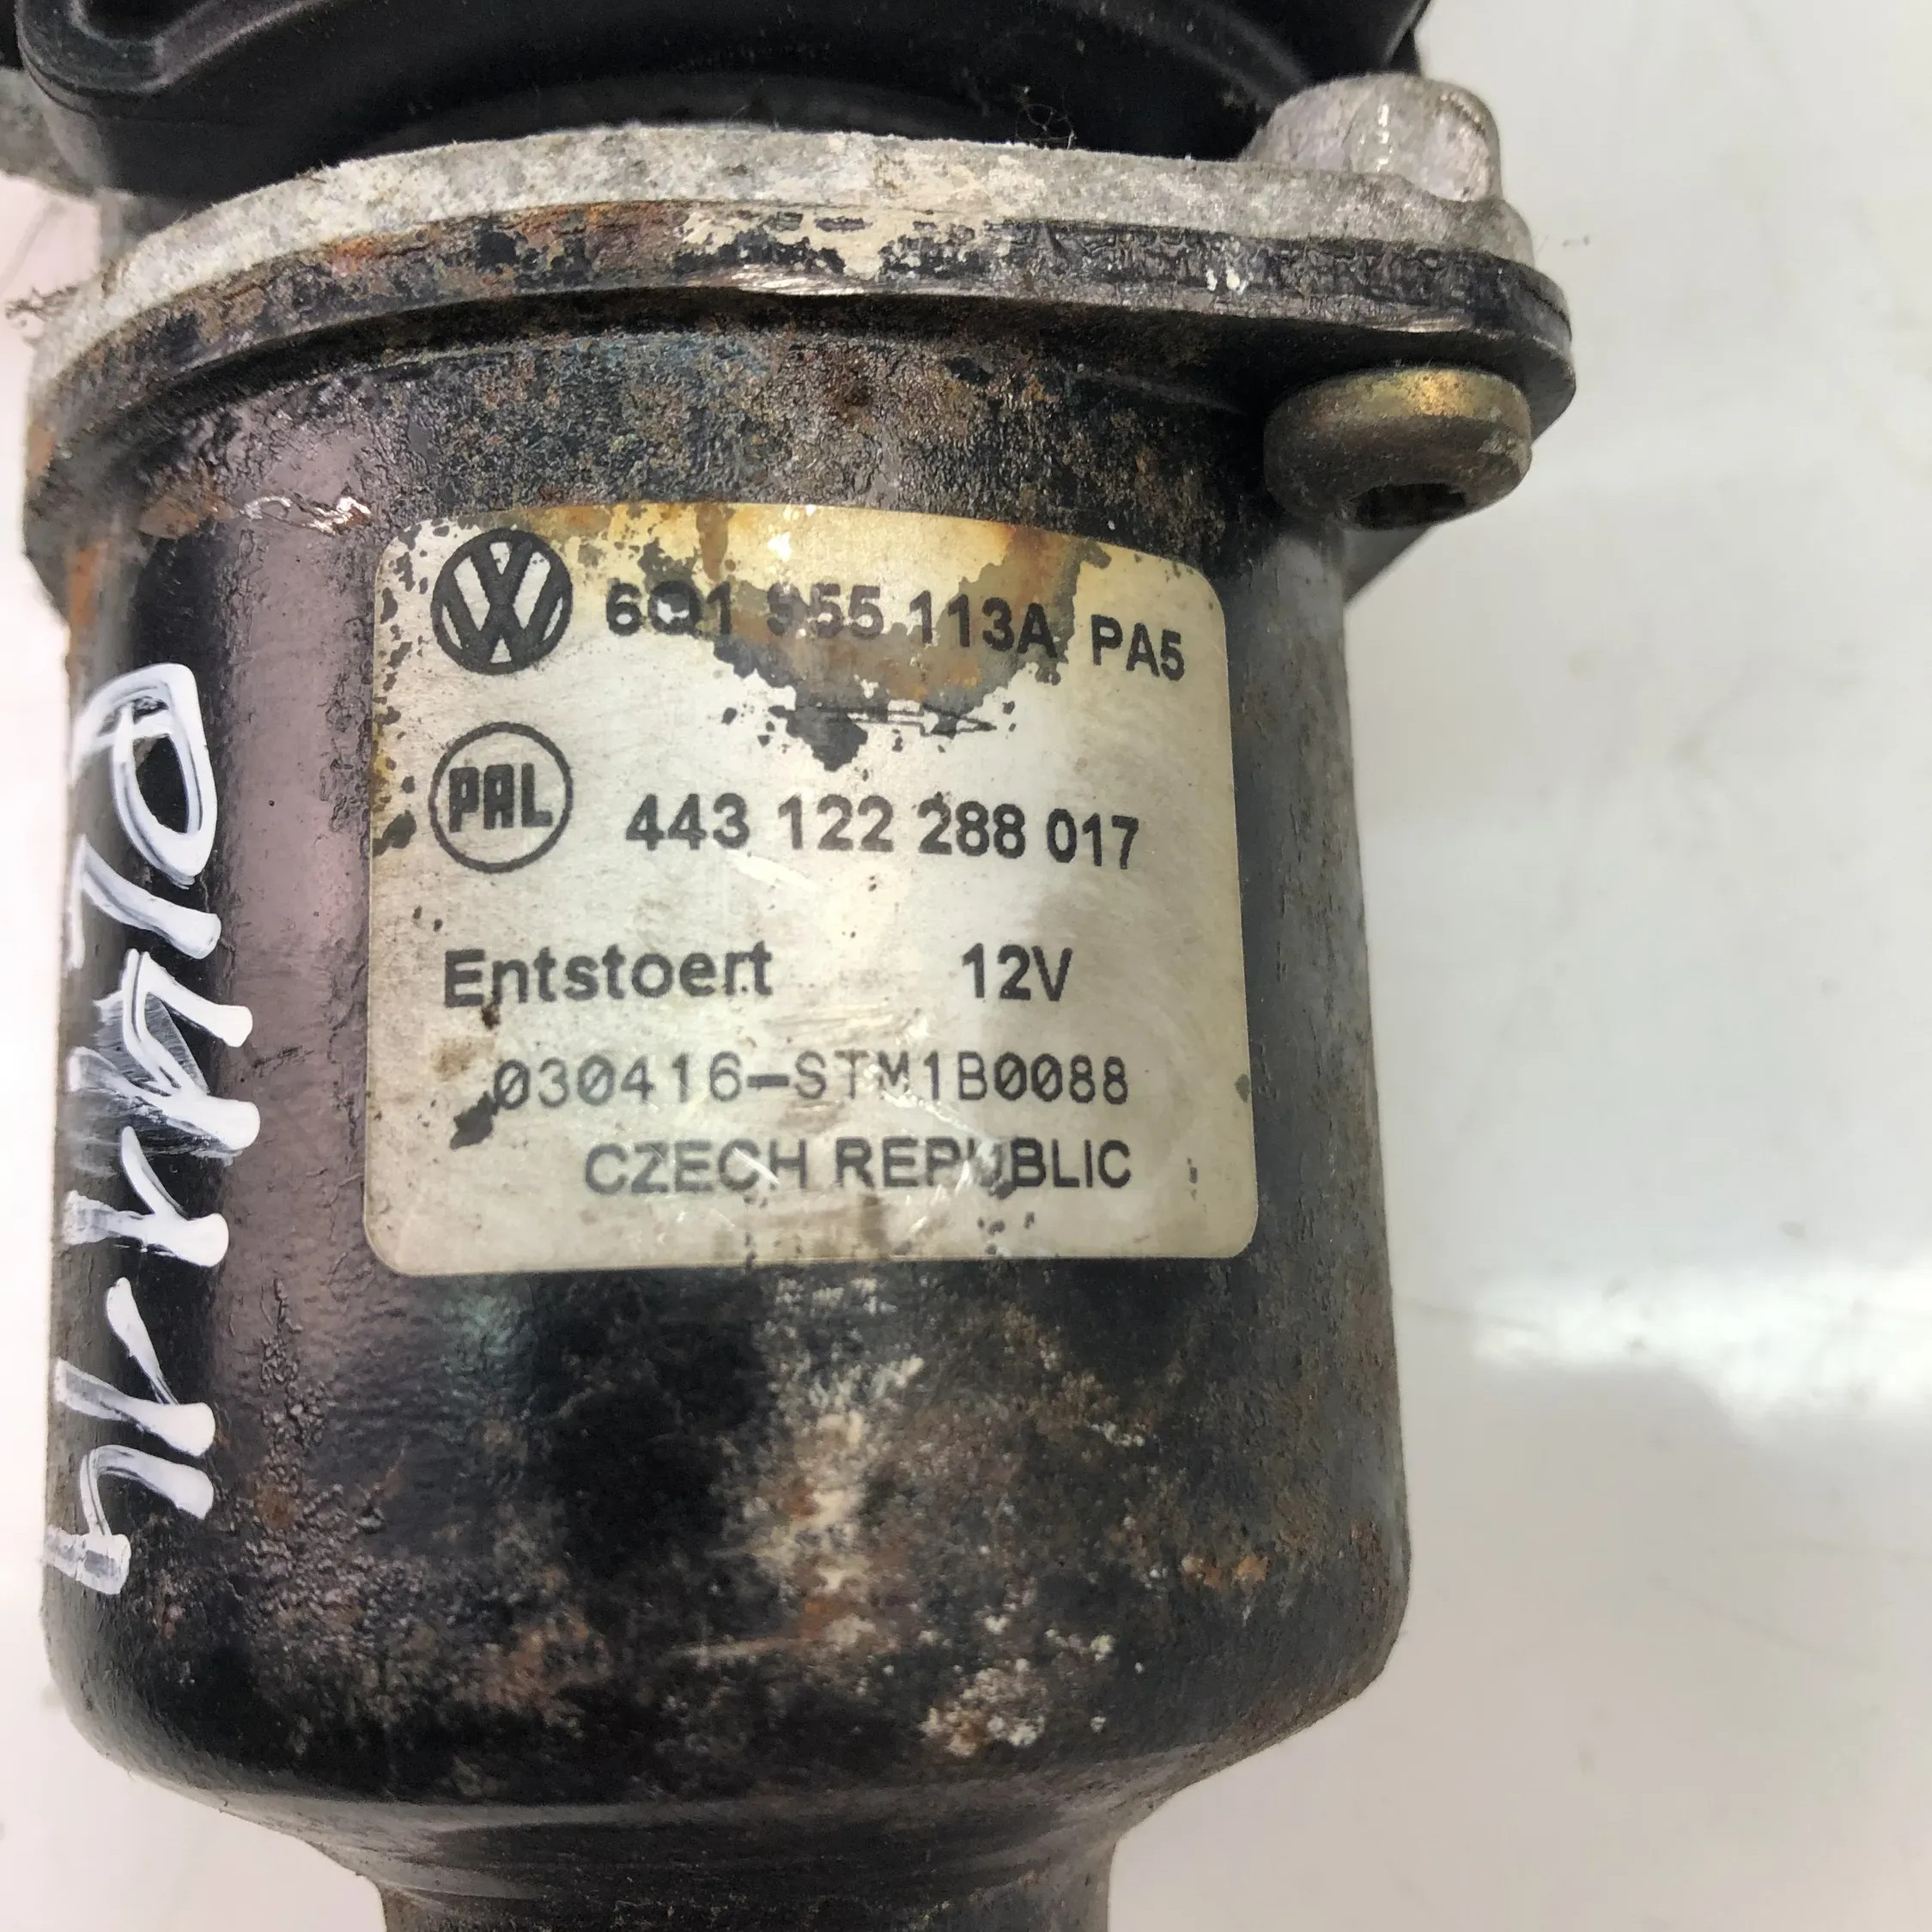 6Q1 955 113A PA5
PAL
443 122 288 017
Entstoert 12V
030416-STM1B0088
CZECH REPUBLIC